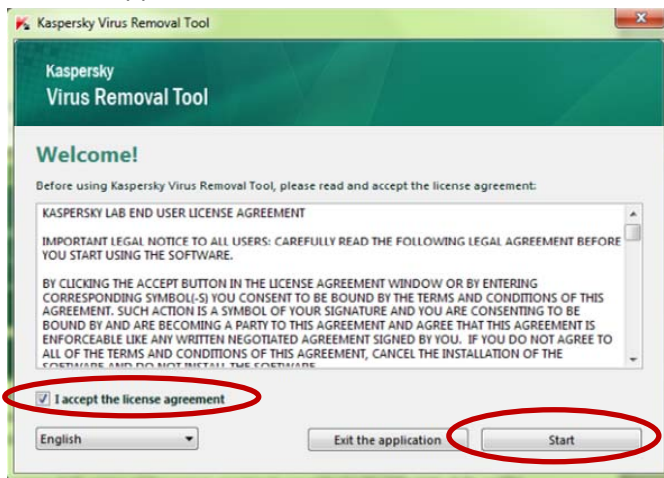 Kaspersky Virus Removal Tool
Kaspersky
Virus Removal Tool
Welcome!
Before using Kaspersky Virus Removal Tool, please read and accept the license agreement:
KASPERSKY LAB END USER LICENSE AGREEMENT
IMPORTANT LEGAL NOTICE TO ALL USERS: CAREFULLY READ THE FOLLOWING LEGAL AGREEMENT BEFORE
YOU START USING THE SOFTWARE.
BY CLICKING THE ACCEPT BUTTON IN THE LICENSE AGREEMENT WINDOW OR BY ENTERING
CORRESPONDING SYMBOL(-S) YOU CONSENT TO BE BOUND BY THE TERMS AND CONDITIONS OF THIS
AGREEMENT. SUCH ACTION IS A SYMBOL OF YOUR SIGNATURE AND YOU ARE CONSENTING TO BE
BOUND BY AND ARE BECOMING A PARTY TO THIS AGREEMENT AND AGREE THAT THIS AGREEMENT IS
ENFORCEABLE LIKE ANY WRITTEN NEGOTIATED AGREEMENT SIGNED BY YOU. IF YOU DO NOT AGREE TO
ALL OF THE TERMS AND CONDITIONS OF THIS AGREEMENT, CANCEL THE INSTALLATION OF THE
SOFTWARE AND DO NOT INSTALL THE SOFTWARE
I accept the license agreement
English
Exit the application
Start